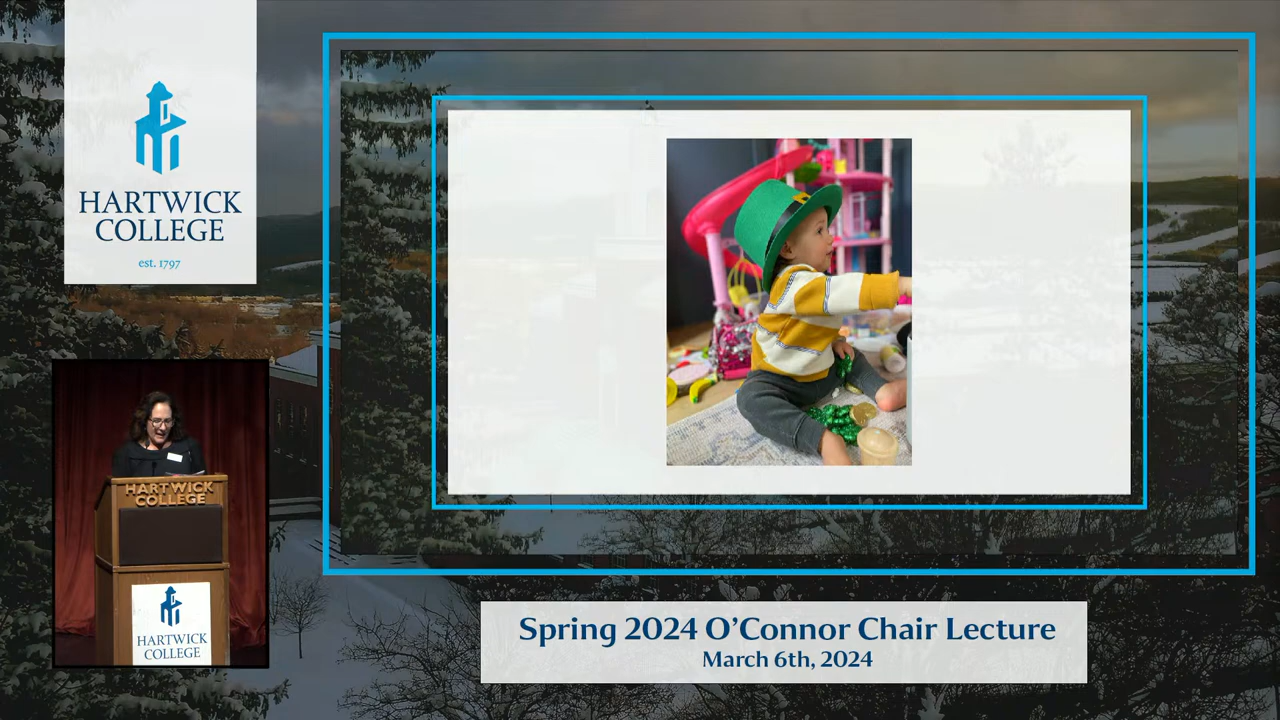 HARTWICK
COLLEGE
est. 1797
HARTWICK
COLLEGE
HARTWICK
COLLEGE
Spring 2024 O’Connor Chair Lecture
March 6th, 2024